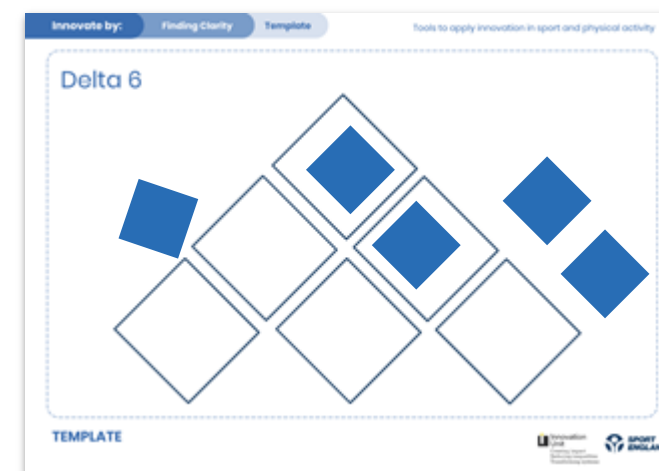 Innovate by:
Finding Clarity
Template
Tools to apply innovation in sport and physical activity
Delta 6
TEMPLATE
Innovation
Unit
SPORT